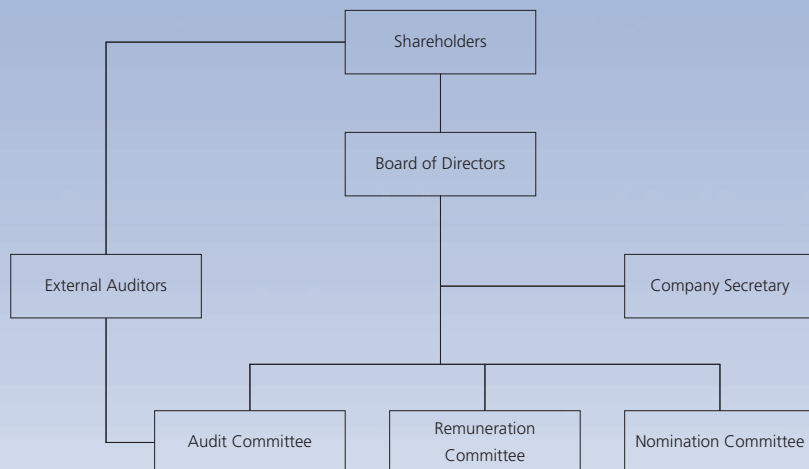 Shareholders
Board of Directors
External Auditors
Company Secretary
Audit Committee
Remuneration
Committee
Nomination Committee